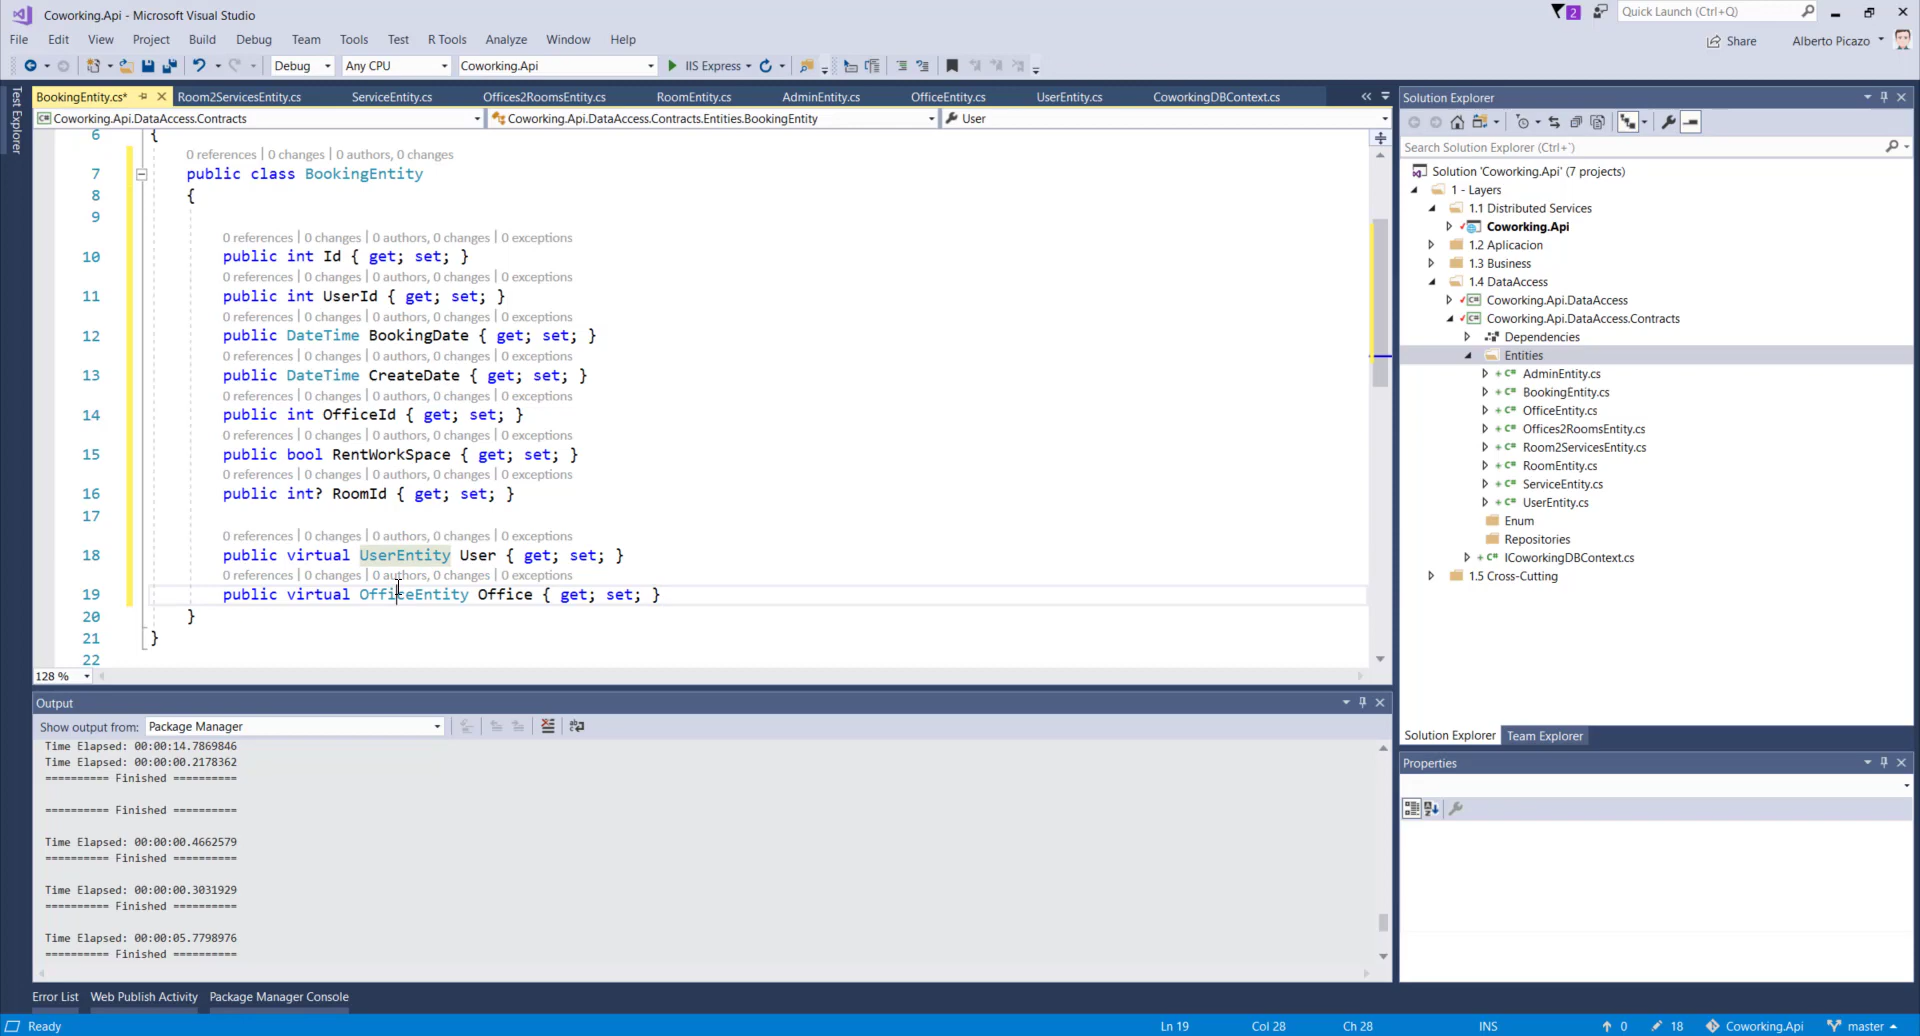 Coworking.Api - Microsoft Visual Studio
2
Quick Launch (Ctrl+Q)
File Edit View Project Build Debug Team Tools Test R Tools Analyze Window Help
Share
Alberto Picazo
Debug
Any CPU
Coworking.Api
IIS Express
Test Explorer
BookingEntity.cs*
Room2ServicesEntity.cs
ServiceEntity.cs
Offices2RoomsEntity.cs
RoomEntity.cs
AdminEntity.cs
OfficeEntity.cs
UserEntity.cs
CoworkingDBContext.cs
Coworking.Api.DataAccess.Contracts
Coworking.Api.DataAccess.Contracts.Entities.BookingEntity
User
6 {
0 references | 0 changes | 0 authors, 0 changes
7 public class BookingEntity
8 {
9
0 references | 0 changes | 0 authors, 0 changes | 0 exceptions
10 public int Id { get; set; }
0 references | 0 changes | 0 authors, 0 changes | 0 exceptions
11 public int UserId { get; set; }
0 references | 0 changes | 0 authors, 0 changes | 0 exceptions
12 public DateTime BookingDate { get; set; }
0 references | 0 changes | 0 authors, 0 changes | 0 exceptions
13 public DateTime CreateDate { get; set; }
0 references | 0 changes | 0 authors, 0 changes | 0 exceptions
14 public int OfficeId { get; set; }
0 references | 0 changes | 0 authors, 0 changes | 0 exceptions
15 public bool RentWorkSpace { get; set; }
0 references | 0 changes | 0 authors, 0 changes | 0 exceptions
16 public int? RoomId { get; set; }
17
0 references | 0 changes | 0 authors, 0 changes | 0 exceptions
18 public virtual UserEntity User { get; set; }
0 references | 0 changes | 0 authors, 0 changes | 0 exceptions
19 public virtual OfficeEntity Office { get; set; }
20 }
21 }
22
128 %
Output
Show output from: Package Manager
Time Elapsed: 00:00:14.7869846
Time Elapsed: 00:00:00.2178362
========== Finished ==========
========== Finished ==========
Time Elapsed: 00:00:00.4662579
========== Finished ==========
Time Elapsed: 00:00:00.3031929
========== Finished ==========
Time Elapsed: 00:00:05.7798976
========== Finished ==========
Error List
Web Publish Activity
Package Manager Console
Solution Explorer
Search Solution Explorer (Ctrl+´)
Solution 'Coworking.Api' (7 projects)
1 - Layers
1.1 Distributed Services
Coworking.Api
1.2 Aplicacion
1.3 Business
1.4 DataAccess
Coworking.Api.DataAccess
Coworking.Api.DataAccess.Contracts
Dependencies
Entities
AdminEntity.cs
BookingEntity.cs
OfficeEntity.cs
Offices2RoomsEntity.cs
Room2ServicesEntity.cs
RoomEntity.cs
ServiceEntity.cs
UserEntity.cs
Enum
Repositories
ICoworkingDBContext.cs
1.5 Cross-Cutting
Solution Explorer
Team Explorer
Properties
Ready
Ln 19
Col 28
Ch 28
INS
0
18
Coworking.Api
master